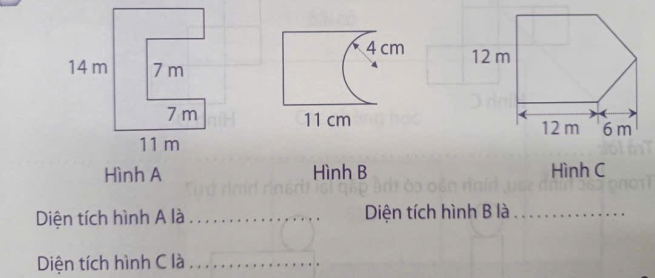 14 m
7 m
7 m
11 m
Hình A
4 cm
11 cm
Hình B
12 m
12 m
6 m
Hình C
Diện tích hình A là ....................
Diện tích hình B là ................
Diện tích hình C là ...................